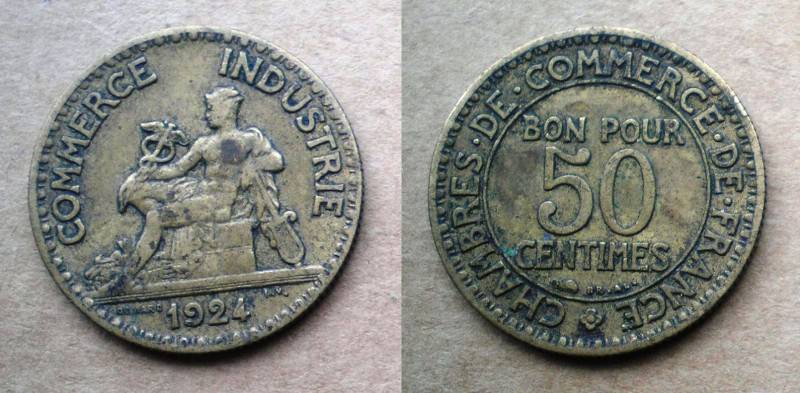 COMMERCE INDUSTRIE
1924
CHAMBRES·DE·COMMERCE·DE·FRANCE
BON POUR
50
CENTIMES